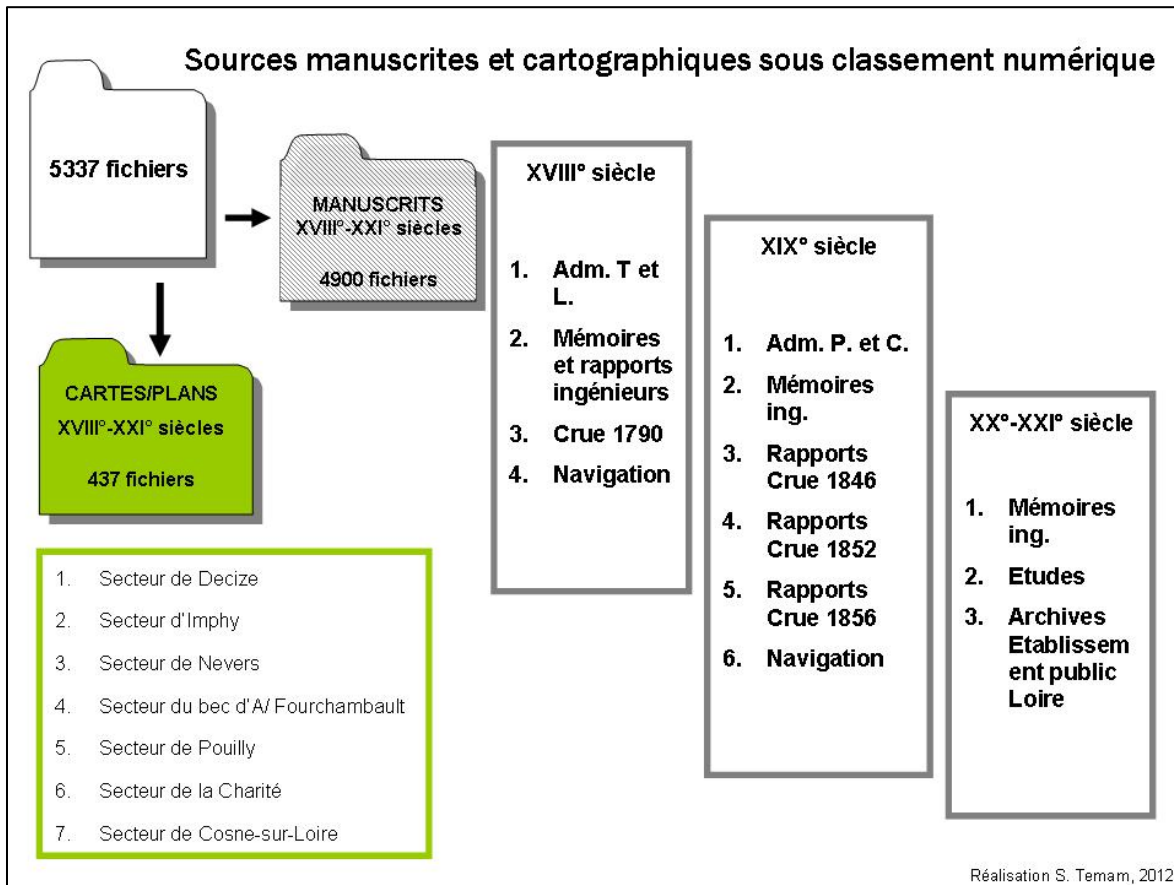 Sources manuscrites et cartographiques sous classement numérique
5337 fichiers
MANUSCRITS
XVIII°-XXI° siècles
4900 fichiers
CARTES/PLANS
XVIII°-XXI° siècles
437 fichiers
1. Secteur de Decize
2. Secteur d'Imphy
3. Secteur de Nevers
4. Secteur du bec d'A/ Fourchambault
5. Secteur de Pouilly
6. Secteur de la Charité
7. Secteur de Cosne-sur-Loire
XVIII° siècle
1. Adm. T et
L.
2. Mémoires
et rapports
ingénieurs
3. Crue 1790
4. Navigation
XIX° siècle
1. Adm. P. et C.
2. Mémoires
ing.
3. Rapports
Crue 1846
4. Rapports
Crue 1852
5. Rapports
Crue 1856
6. Navigation
XX°-XXI° siècle
1. Mémoires
ing.
2. Etudes
3. Archives
Etablissem
ent public
Loire
Réalisation S. Temam, 2012